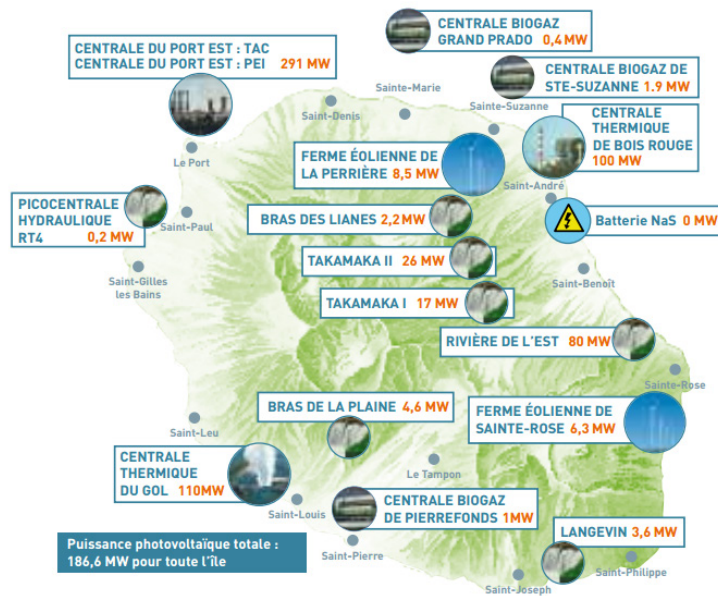 CENTRALE BIOGAZ
GRAND PRADO 0,4 MW
CENTRALE DU PORT EST : TAC
CENTRALE DU PORT EST : PEI 291 MW
CENTRALE BIOGAZ DE
STE-SUZANNE 1.9 MW
Sainte-Marie
Saint-Denis
Sainte-Suzanne
CENTRALE
THERMIQUE
DE BOIS ROUGE
100 MW
Le Port
FERME ÉOLIENNE DE
LA PERRIÈRE 8,5 MW
Saint-André
PICOCENTRALE
HYDRAULIQUE
RT4 0,2 MW
Saint-Paul
BRAS DES LIANES 2,2 MW
Batterie NaS 0 MW
TAKAMAKA II 26 MW
Saint-Benoît
Saint-Gilles
les Bains
TAKAMAKA I 17 MW
RIVIÈRE DE L'EST 80 MW
Sainte-Rose
BRAS DE LA PLAINE 4,6 MW
FERME ÉOLIENNE DE
SAINTE-ROSE
6,3 MW
Saint-Leu
CENTRALE
THERMIQUE
DU GOL 110MW
Le Tampon
Saint-Louis
CENTRALE BIOGAZ
DE PIERREFONDS 1MW
LANGEVIN 3,6 MW
Puissance photovoltaïque totale :
186,6 MW pour toute l'île
Saint-Pierre
Saint-Joseph
Saint-Philippe